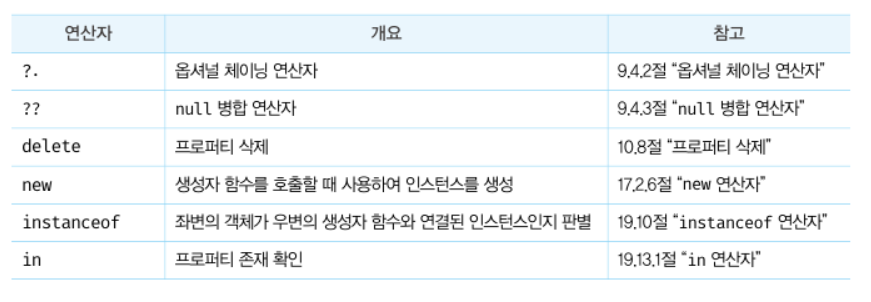 연산자 개요 참고
?. 옵셔널 체이닝 연산자 9.4.2절 “옵셔널 체이닝 연산자”
?? null 병합 연산자 9.4.3절 “null 병합 연산자”
delete 프로퍼티 삭제 10.8절 “프로퍼티 삭제”
new 생성자 함수를 호출할 때 사용하여 인스턴스를 생성 17.2.6절 “new 연산자”
instanceof 좌변의 객체가 우변의 생성자 함수와 연결된 인스턴스인지 판별 19.10절 “instanceof 연산자”
in 프로퍼티 존재 확인 19.13.1절 “in 연산자”